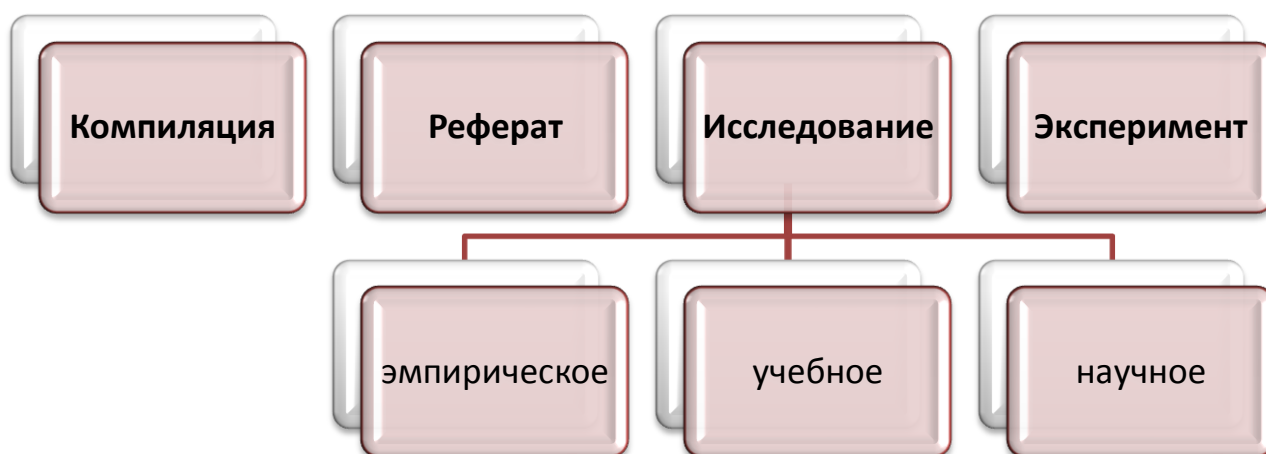 Компиляция
Реферат
Исследование
Эксперимент
эмпирическое
учебное
научное